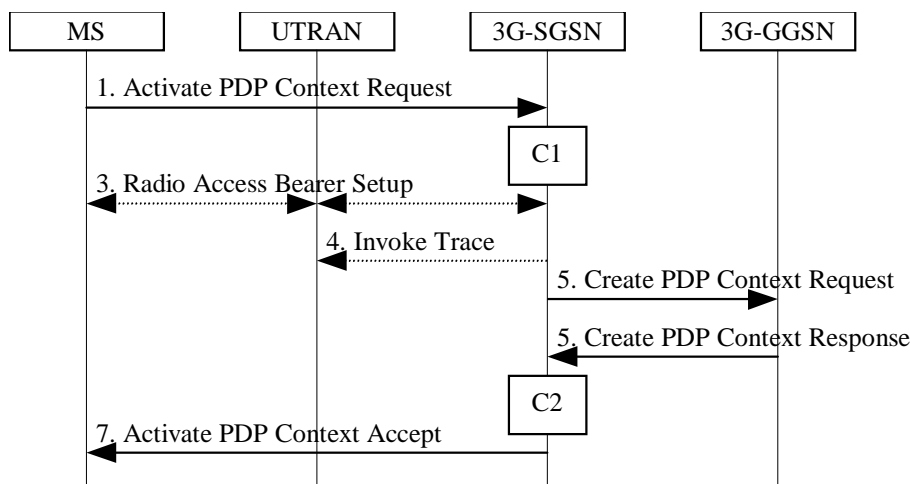 MS
UTRAN
3G-SGSN
3G-GGSN
1. Activate PDP Context Request
C1
3. Radio Access Bearer Setup
4. Invoke Trace
5. Create PDP Context Request
5. Create PDP Context Response
C2
7. Activate PDP Context Accept